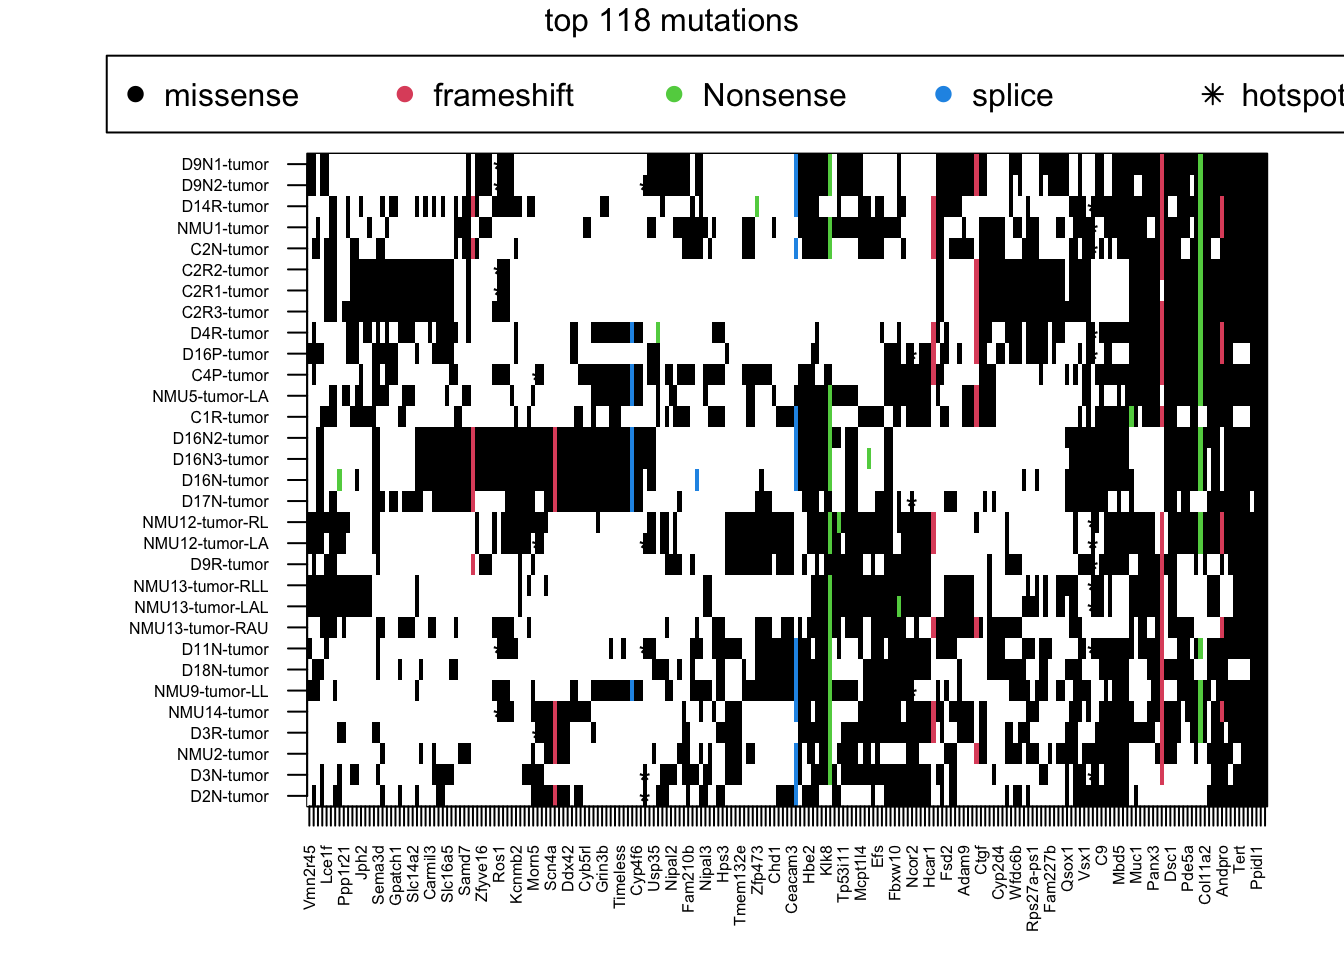 top 118 mutations
missense frameshift Nonsense splice hotspot
D9N1-tumor
D9N2-tumor
D14R-tumor
NMU1-tumor
C2N-tumor
C2R2-tumor
C2R1-tumor
C2R3-tumor
D4R-tumor
D16P-tumor
C4P-tumor
NMU5-tumor-LA
C1R-tumor
D16N2-tumor
D16N3-tumor
D16N-tumor
D17N-tumor
NMU12-tumor-RL
NMU12-tumor-LA
D9R-tumor
NMU13-tumor-RLL
NMU13-tumor-LAL
NMU13-tumor-RAU
D11N-tumor
D18N-tumor
NMU9-tumor-LL
NMU14-tumor
D3R-tumor
NMU2-tumor
D3N-tumor
D2N-tumor
Vmn2r45
Lce1f
Ppp1r21
Jph2
Sema3d
Gpatch1
Slc14a2
Carmil3
Slc16a5
Samd7
Zfyve16
Ros1
Kcnmb2
Morn5
Scn4a
Ddx42
Cyb5rl
Grin3b
Timeless
Cyp4f6
Usp35
Nipal2
Fam210b
Nipal3
Hps3
Tmem132e
Zfp473
Chd1
Ceacam3
Hbe2
Klk8
Tp53i11
Mcpt1l4
Efs
Fbxw10
Ncor2
Hcar1
Fsd2
Adam9
Ctgf
Cyp2d4
Wfdc6b
Rps27a-ps1
Fam227b
Qsox1
Vsx1
C9
Mbd5
Muc1
Panx3
Dsc1
Pde5a
Col11a2
Andpro
Tert
Ppidl1